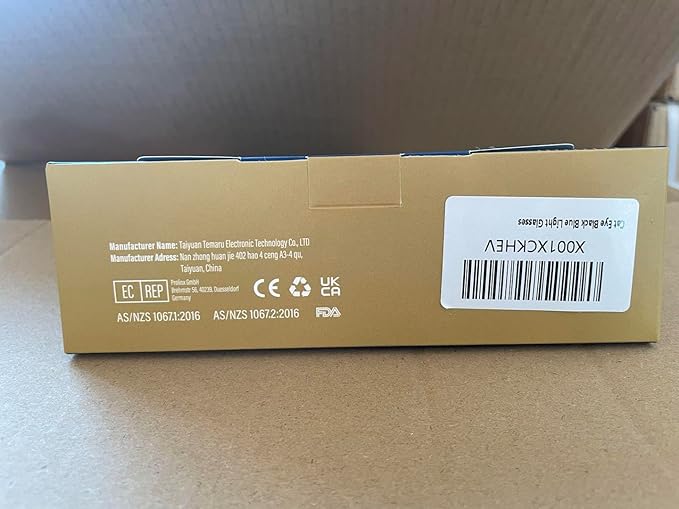 Manufacturer Name: Taiyuan Temaru Electronic Technology Co., LTD
Manufacturer Adress: Nan zhong huan jie 402 hao 4 ceng A3-4 qu,
Taiyuan, China
EC REP
Prolinx GmbH
Brehmstr 56, 40239, Duesseldorf
Germany
CE
UK
CA
AS/NZS 1067.1:2016 AS/NZS 1067.2:2016 FDA
X001XCKHEV
Cat Eye Black Blue Light Glasses